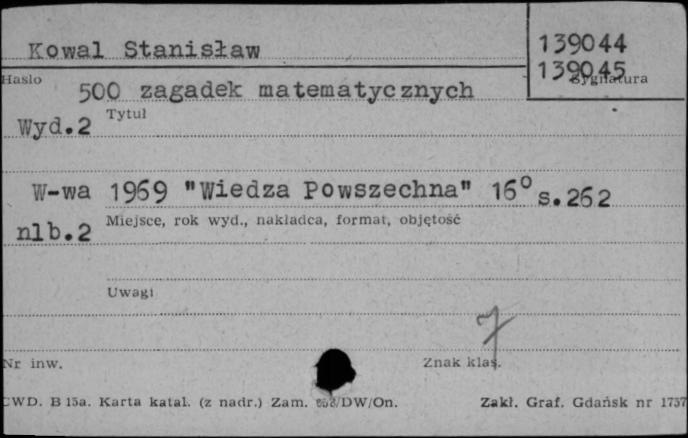 Kowal Stanisław
139044
139045
Hasło
Sygnatura
500 zagadek matematycznych
Tytuł
Wyd.2
W-wa 1969 "Wiedza Powszechna" 16° s.262
Miejsce, rok wyd., nakładca, format, objętość
nlb.2
Uwagi
7
Nr inw.
Znak klas.
CWD. B 15a. Karta katal. (z nadr.) Zam. /DW/On.
Zakł. Graf. Gdańsk nr 1757